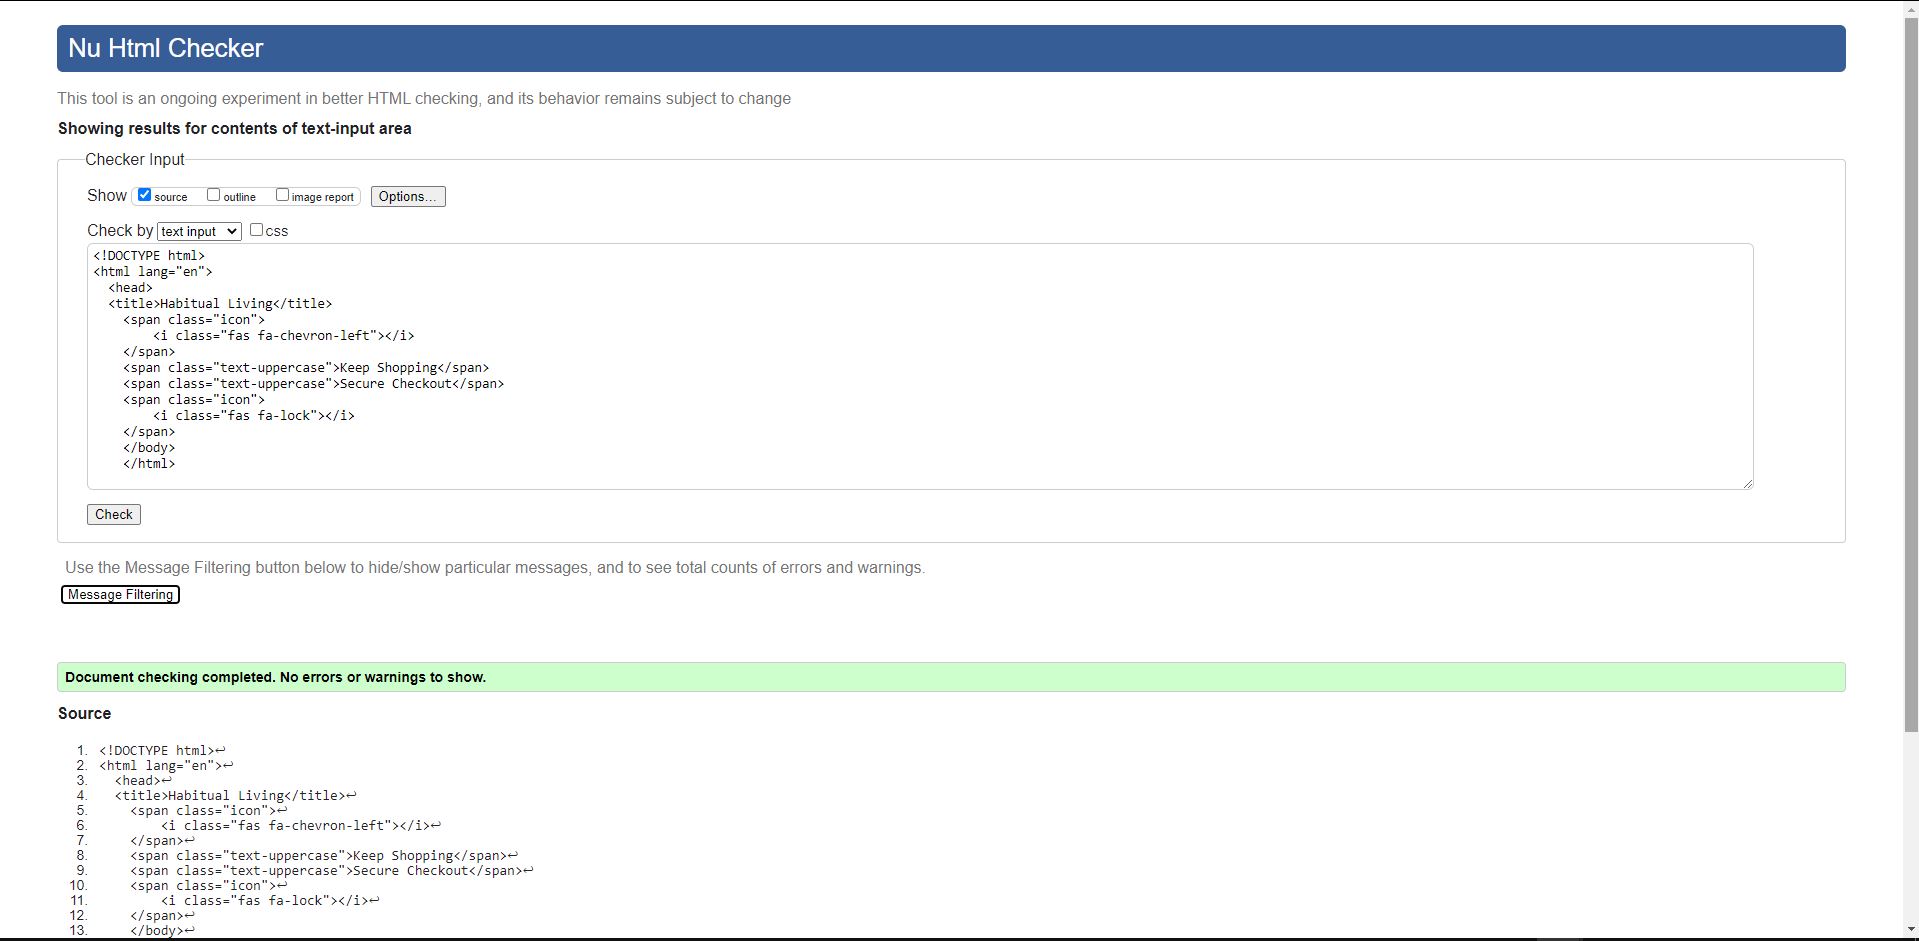 Nu Html Checker
This tool is an ongoing experiment in better HTML checking, and its behavior remains subject to change
Showing results for contents of text-input area
Checker Input
Show source outline image report Options...
Check by text input css
<!DOCTYPE html>
<html lang="en">
  <head>
  <title>Habitual Living</title>
    <span class="icon">
        <i class="fas fa-chevron-left"></i>
    </span>
    <span class="text-uppercase">Keep Shopping</span>
    <span class="text-uppercase">Secure Checkout</span>
    <span class="icon">
        <i class="fas fa-lock"></i>
    </span>
    </body>
    </html>
Check
Use the Message Filtering button below to hide/show particular messages, and to see total counts of errors and warnings.
Message Filtering
Document checking completed. No errors or warnings to show.
Source
1. <!DOCTYPE html>↩
2. <html lang="en">↩
3.   <head>↩
4.   <title>Habitual Living</title>↩
5.     <span class="icon">↩
6.         <i class="fas fa-chevron-left"></i>↩
7.     </span>↩
8.     <span class="text-uppercase">Keep Shopping</span>↩
9.     <span class="text-uppercase">Secure Checkout</span>↩
10.     <span class="icon">↩
11.         <i class="fas fa-lock"></i>↩
12.     </span>↩
13.     </body>↩